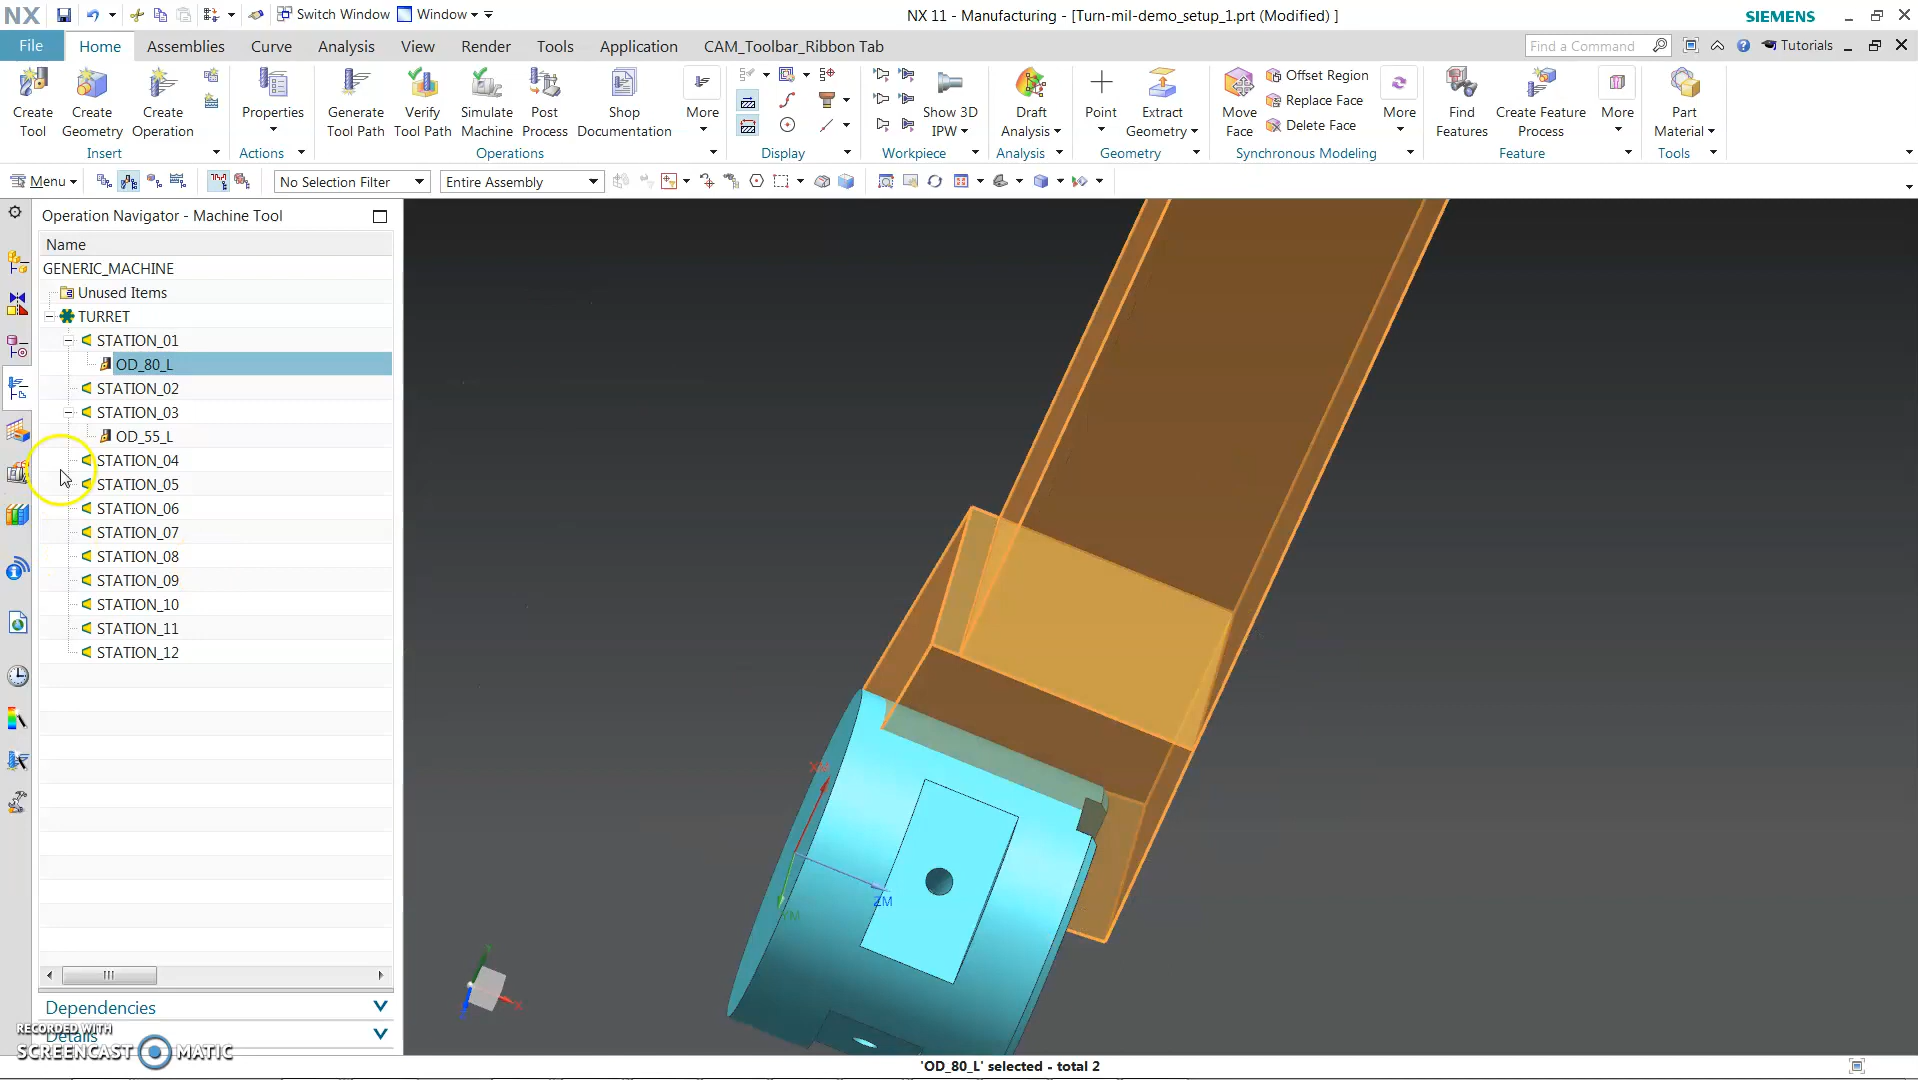 NX
Switch Window
Window
NX 11 - Manufacturing - [Turn-mil-demo_setup_1.prt (Modified) ]
SIEMENS
File
Home
Assemblies
Curve
Analysis
View
Render
Tools
Application
CAM_Toolbar_Ribbon Tab
Find a Command
Tutorials
Create Tool
Create Geometry
Create Operation
Properties
Generate Tool Path
Verify Tool Path
Simulate Machine
Post Process
Shop Documentation
More
Show 3D IPW
Draft Analysis
Point
Extract Geometry
Move Face
Offset Region
Replace Face
Delete Face
More
Find Features
Create Feature Process
More
Part Material
Insert
Actions
Operations
Display
Workpiece
Analysis
Geometry
Synchronous Modeling
Feature
Tools
Menu
No Selection Filter
Entire Assembly
Operation Navigator - Machine Tool
Name
GENERIC_MACHINE
Unused Items
TURRET
STATION_01
OD_80_L
STATION_02
STATION_03
OD_55_L
STATION_04
STATION_05
STATION_06
STATION_07
STATION_08
STATION_09
STATION_10
STATION_11
STATION_12
XM
ZM
YM
X
Dependencies
Details
RECORDED WITH
SCREENCAST MATIC
'OD_80_L' selected - total 2